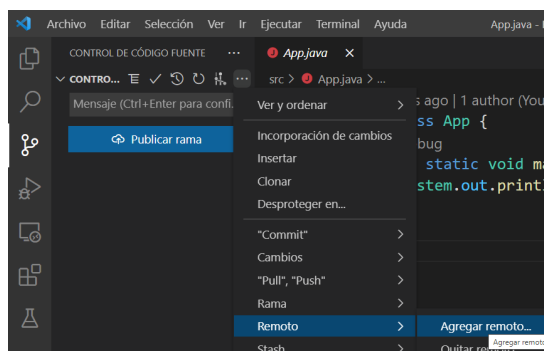 Archivo Editar Selección Ver Ir Ejecutar Terminal Ayuda App.java -
CONTROL DE CÓDIGO FUENTE ···
App.java ×
CONTRO... ···
src > App.java > ...
Mensaje (Ctrl+Enter para confi.
Publicar rama
s ago | 1 author (You
ss App {
bug
static void ma
stem.out.print
Ver y ordenar >
Incorporación de cambios
Insertar
Clonar
Desproteger en...
"Commit" >
Cambios >
"Pull", "Push" >
Rama >
Remoto >
Stash >
Agregar remoto...
Agregar remoto
Quitar